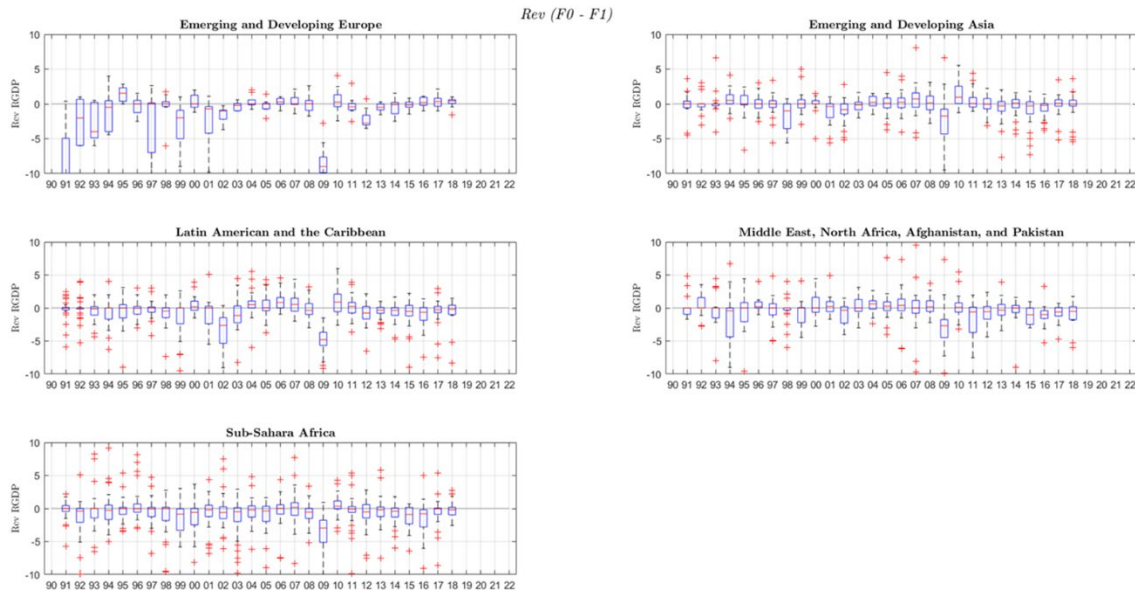 Rev (F0 - F1)
Emerging and Developing Europe
10
5
0
-5
-10
Rev RGDP
90 91 92 93 94 95 96 97 98 99 00 01 02 03 04 05 06 07 08 09 10 11 12 13 14 15 16 17 18 19 20 21 22
Emerging and Developing Asia
10
5
0
-5
-10
Rev RGDP
90 91 92 93 94 95 96 97 98 99 00 01 02 03 04 05 06 07 08 09 10 11 12 13 14 15 16 17 18 19 20 21 22
Latin American and the Caribbean
10
5
0
-5
-10
Rev RGDP
90 91 92 93 94 95 96 97 98 99 00 01 02 03 04 05 06 07 08 09 10 11 12 13 14 15 16 17 18 19 20 21 22
Middle East, North Africa, Afghanistan, and Pakistan
10
5
0
-5
-10
Rev RGDP
90 91 92 93 94 95 96 97 98 99 00 01 02 03 04 05 06 07 08 09 10 11 12 13 14 15 16 17 18 19 20 21 22
Sub-Sahara Africa
10
5
0
-5
-10
Rev RGDP
90 91 92 93 94 95 96 97 98 99 00 01 02 03 04 05 06 07 08 09 10 11 12 13 14 15 16 17 18 19 20 21 22